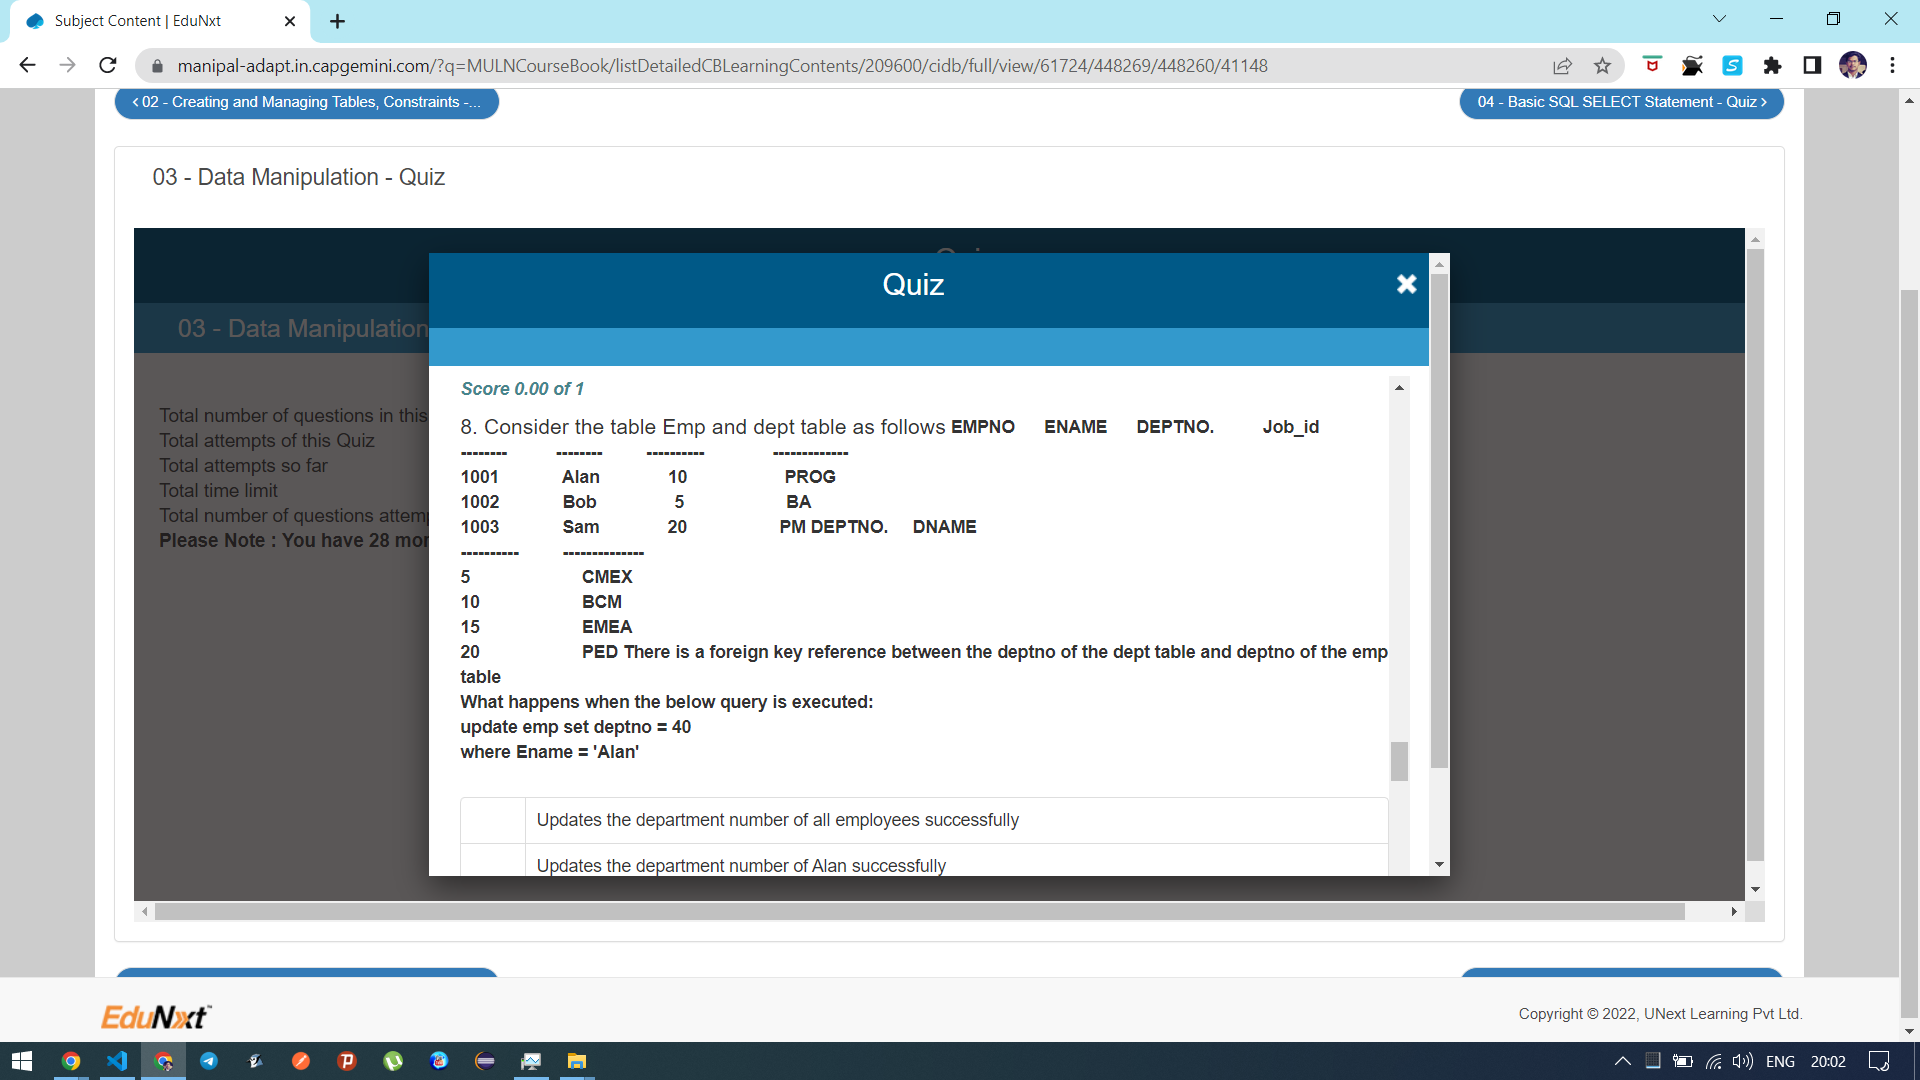 Subject Content | EduNxt
manipal-adapt.in.capgemini.com/?q=MULNCourseBook/listDetailedCBLearningContents/209600/cidb/full/view/61724/448269/448260/41148
02 - Creating and Managing Tables, Constraints -...
04 - Basic SQL SELECT Statement - Quiz
03 - Data Manipulation - Quiz
Quiz
03 - Data Manipulation
Total number of questions in this
Total attempts of this Quiz
Total attempts so far
Total time limit
Total number of questions attem
Please Note : You have 28 mor
Score 0.00 of 1
8. Consider the table Emp and dept table as follows EMPNO ENAME DEPTNO. Job_id
-------- -------- ---------- -------------
1001 Alan 10 PROG
1002 Bob 5 BA
1003 Sam 20 PM DEPTNO. DNAME
---------- --------------
5 CMEX
10 BCM
15 EMEA
20 PED There is a foreign key reference between the deptno of the dept table and deptno of the emp
table
What happens when the below query is executed:
update emp set deptno = 40
where Ename = 'Alan'
Updates the department number of all employees successfully
Updates the department number of Alan successfully
EduNxt
Copyright © 2022, UNext Learning Pvt Ltd.
ENG 20:02